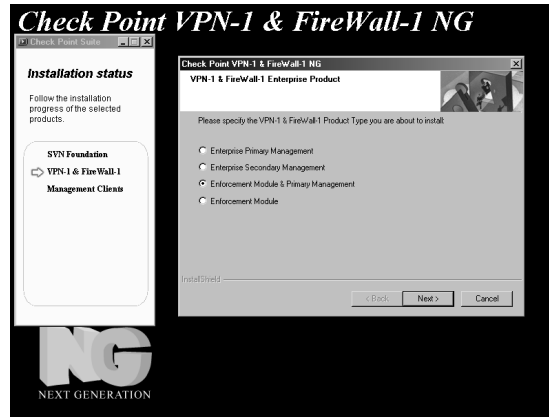 Check Point VPN-1 & FireWall-1 NG
Check Point Suite
Installation status
Follow the installation
progress of the selected
products.
SVN Foundation
VPN-1 & FireWall-1
Management Clients
Check Point VPN-1 & FireWall-1 NG
VPN-1 & FireWall-1 Enterprise Product
Please specify the VPN-1 & FireWall-1 Product Type you are about to install:
Enterprise Primary Management
Enterprise Secondary Management
Enforcement Module & Primary Management
Enforcement Module
InstallShield
< Back
Next >
Cancel
NG
NEXT GENERATION